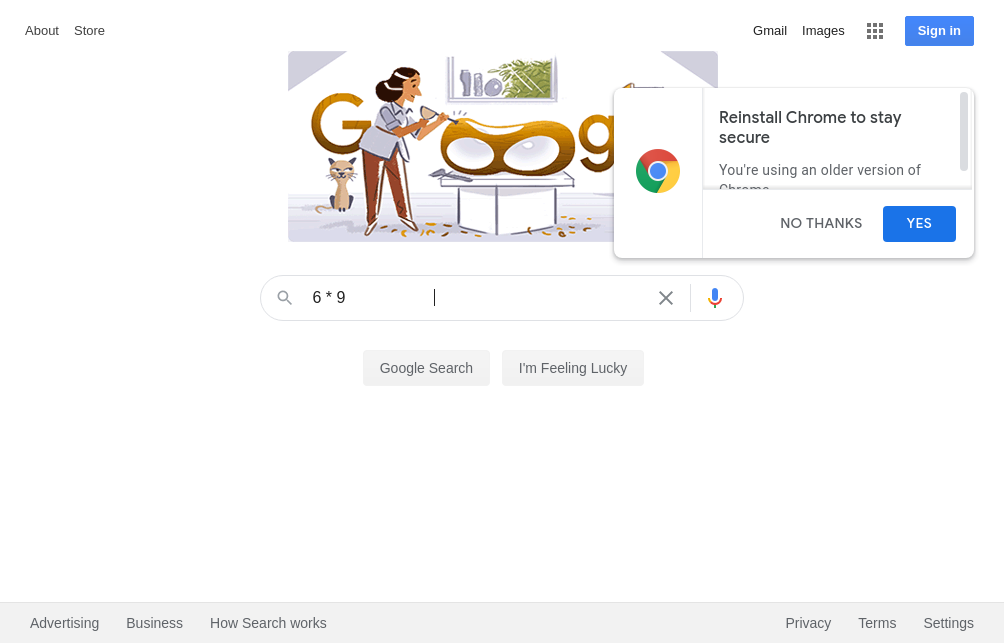 About Store
Gmail Images Sign in
Reinstall Chrome to stay
secure
You're using an older version of
Chrome
NO THANKS YES
6 * 9
Google Search I'm Feeling Lucky
Advertising Business How Search works
Privacy Terms Settings